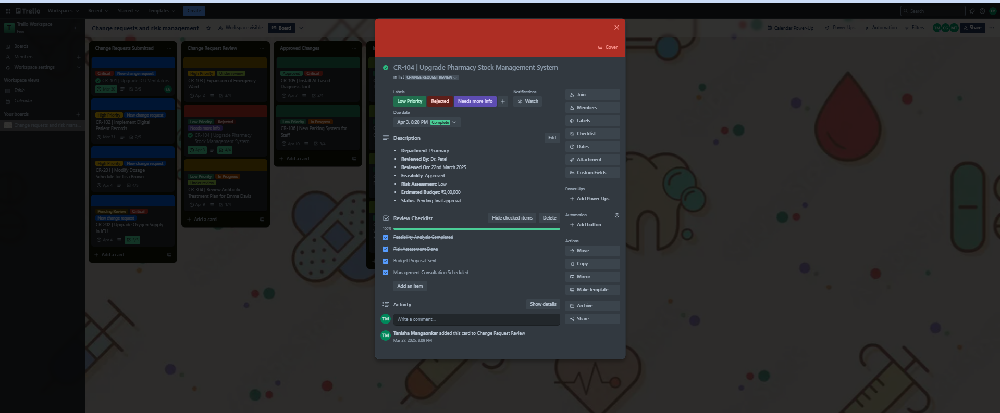 Trello
Workspaces
Recent
Starred
Templates
Create
Search
TM
T
Trello Workspace
Free
Boards
Members
Workspace settings
Workspace views
Table
Calendar
Your boards
Change requests and risk mana...
Change requests and risk management
Workspace visible
Board
Calendar Power-Up
Power-Ups
Automation
Filters
TM CG MT
Share
Change Requests Submitted
Critical New change request
CR-101 | Upgrade ICU Ventilators
Mar 30 3/5 CG
High Priority New change request
CR-102 | Implement Digital
Patient Records
Mar 31 2/5
High Priority New change request
CR-201 | Modify Dosage
Schedule for Lisa Brown
Apr 4 4/5
Pending Review Critical
New change request
CR-202 | Upgrade Oxygen Supply
in ICU
Apr 4 5/5
Add a card
Change Request Review
High Priority Under review
CR-103 | Expansion of Emergency
Ward
Apr 2 3/4
Low Priority Rejected
Needs more info
CR-104 | Upgrade Pharmacy
Stock Management System
Apr 3 4/4
Low Priority In Progress
Under review
CR-304 | Review Antibiotic
Treatment Plan for Emma Davis
Apr 9 1/4
Add a card
Approved Changes
Approved Critical
CR-105 | Install AI-based
Diagnosis Tool
Apr 7 2/4
Low Priority In Progress
CR-106 | New Parking System for
Staff
Apr 10 3/4
Add a card
Cover
CR-104 | Upgrade Pharmacy Stock Management System
in list CHANGE REQUEST REVIEW
Labels
Low Priority Rejected Needs more info
Notifications
Watch
Due date
Apr 3, 8:20 PM Complete
Description
Edit
• Department: Pharmacy
• Reviewed By: Dr. Patel
• Reviewed On: 22nd March 2025
• Feasibility: Approved
• Risk Assessment: Low
• Estimated Budget: ₹2,00,000
• Status: Pending final approval
Review Checklist
Hide checked items
Delete
100%
Feasibility Analysis Completed
Risk Assessment Done
Budget Proposal Sent
Management Consultation Scheduled
Add an item
Activity
Show details
TM
Write a comment...
TM
Tanisha Mangaonkar added this card to Change Request Review
Mar 27, 2025, 8:09 PM
Join
Members
Labels
Checklist
Dates
Attachment
Custom Fields
Power-Ups
Add Power-Ups
Automation
Add button
Actions
Move
Copy
Mirror
Make template
Archive
Share